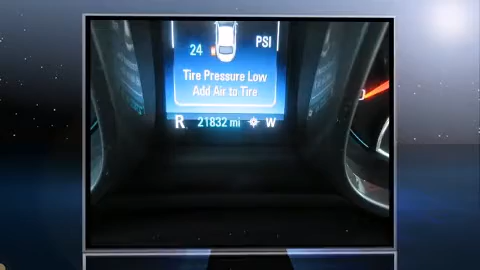 24 PSI
Tire Pressure Low
Add Air to Tire
R 21832 mi W